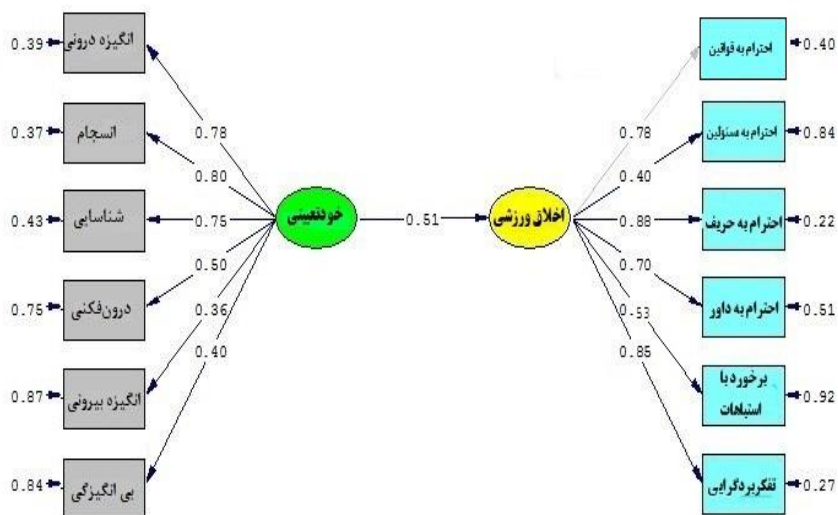 0.39
انگیزه درونی
0.37
انسجام
0.43
شناسایی
0.75
درون‌فکنی
0.87
انگیزه بیرونی
0.84
بی انگیزگی
0.78
0.80
0.75
0.50
0.36
0.40
خودتعیینی
0.51
اخلاق ورزشی
0.78
0.40
0.88
0.70
0.53
0.85
احترام به قوانین
0.40
احترام به مسئولین
0.84
احترام به حریف
0.22
احترام به داور
0.51
برخورد با
استباهات
0.92
تفکربردگرایی
0.27